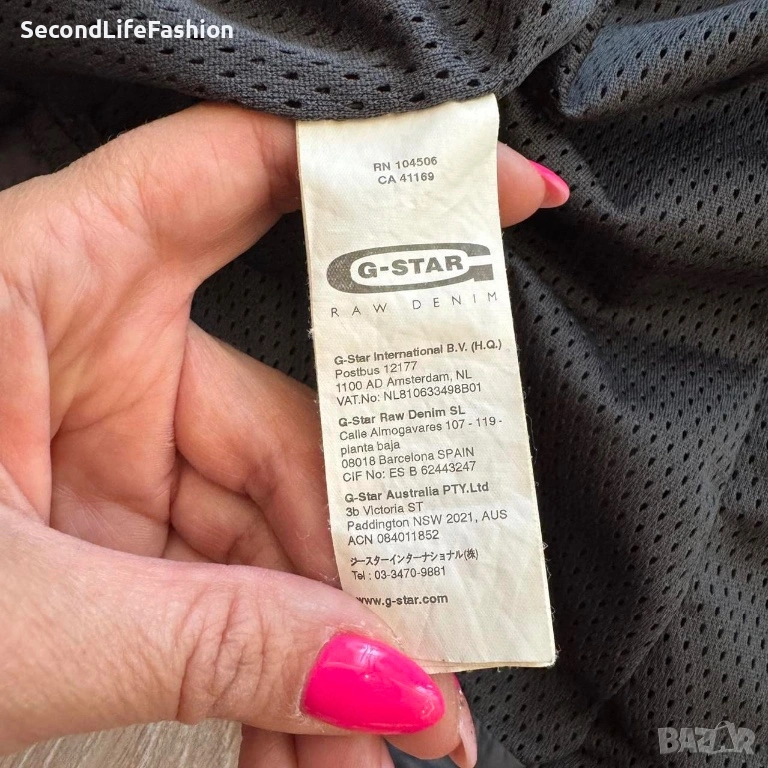 SecondLifeFashion
RN 104506
CA 41169
G-STAR
RAW DENIM
G-Star International B.V. (H.Q.)
Postbus 12177
1100 AD Amsterdam, NL
VAT.No: NL810633498B01
G-Star Raw Denim SL
Calle Almogavares 107 - 119 -
planta baja
08018 Barcelona SPAIN
CIF No: ES B 62443247
G-Star Australia PTY.Ltd
3b Victoria ST
Paddington NSW 2021, AUS
ACN 084011852
ジースターインターナショナル(株)
Tel : 03-3470-9881
www.g-star.com
BAZAR